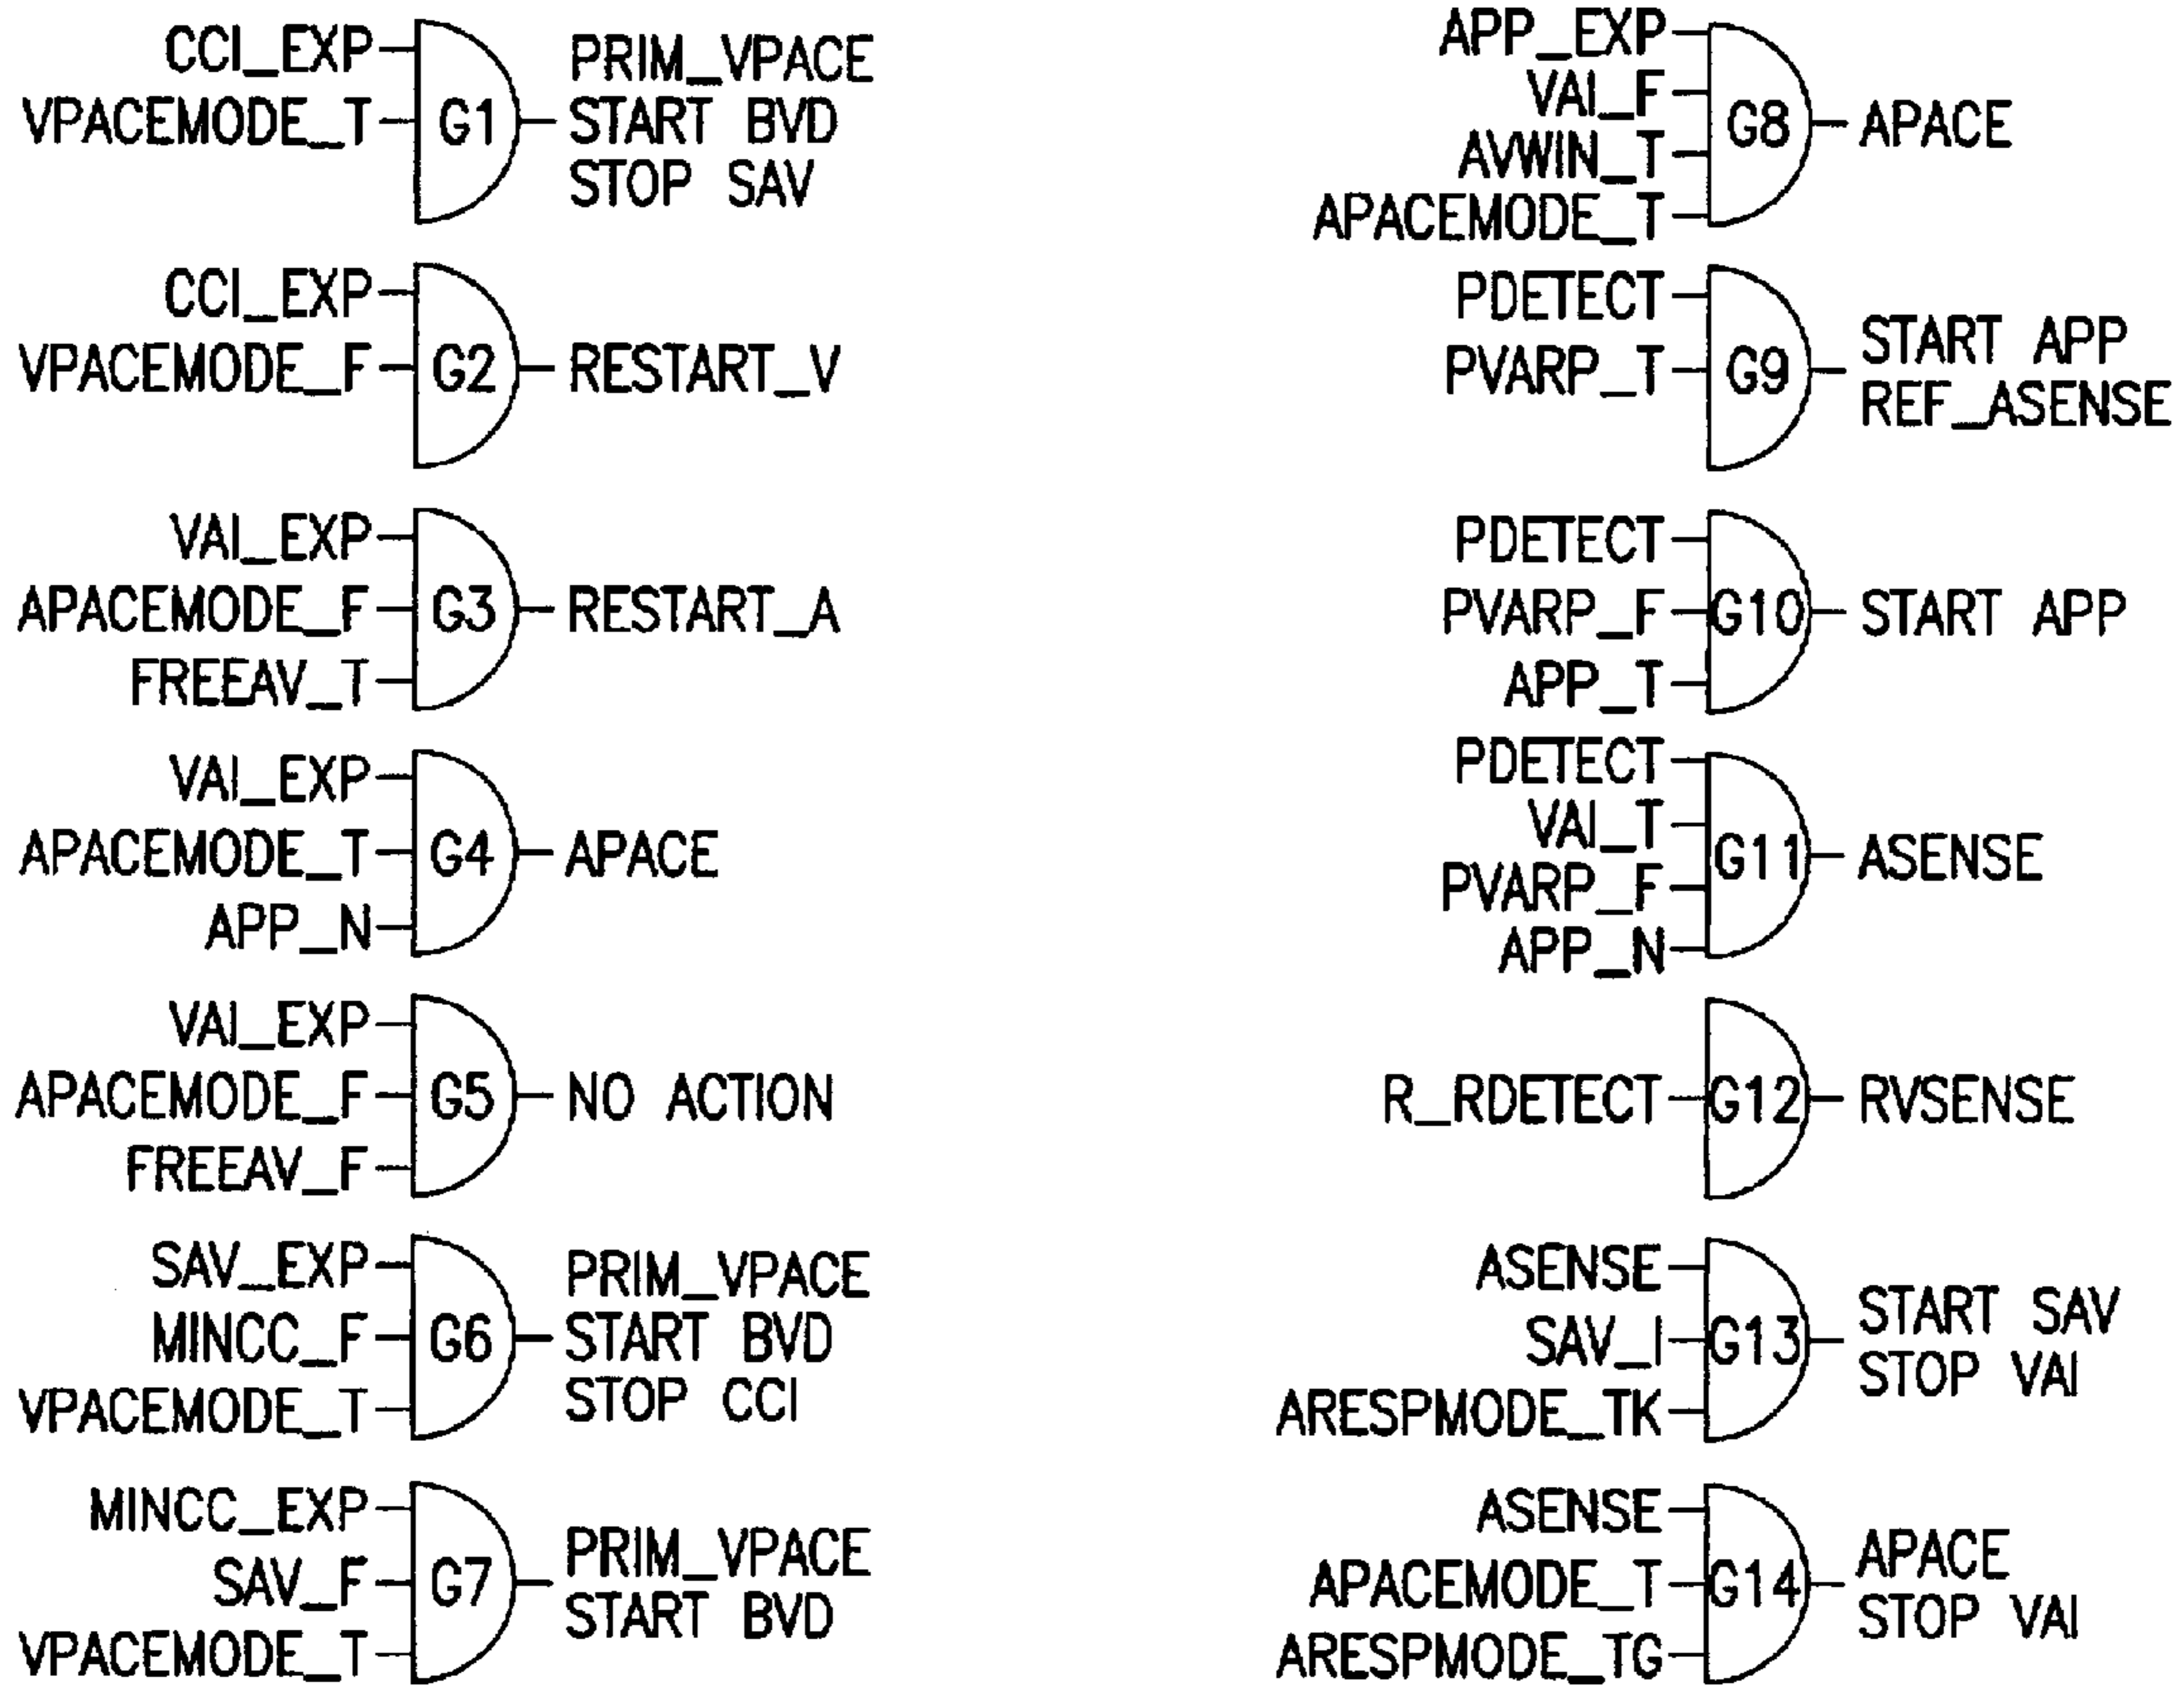 CCI_EXP
VPACEMODE_T
G1
PRIM_VPACE
START BVD
STOP SAV
CCI_EXP
VPACEMODE_F
G2
RESTART_V
VAI_EXP
APACEMODE_F
FREEAV_T
G3
RESTART_A
VAI_EXP
APACEMODE_T
APP_N
G4
APACE
VAI_EXP
APACEMODE_F
FREEAV_F
G5
NO ACTION
SAV_EXP
MINCC_F
VPACEMODE_T
G6
PRIM_VPACE
START BVD
STOP CCI
MINCC_EXP
SAV_F
VPACEMODE_T
G7
PRIM_VPACE
START BVD
APP_EXP
VAI_F
AVWIN_T
APACEMODE_T
G8
APACE
PDETECT
PVARP_T
G9
START APP
REF_ASENSE
PDETECT
PVARP_F
APP_T
G10
START APP
PDETECT
VAI_T
PVARP_F
APP_N
G11
ASENSE
R_RDETECT
G12
RVSENSE
ASENSE
SAV_I
ARESPMODE_TK
G13
START SAV
STOP VAI
ASENSE
APACEMODE_T
ARESPMODE_TG
G14
APACE
STOP VAI